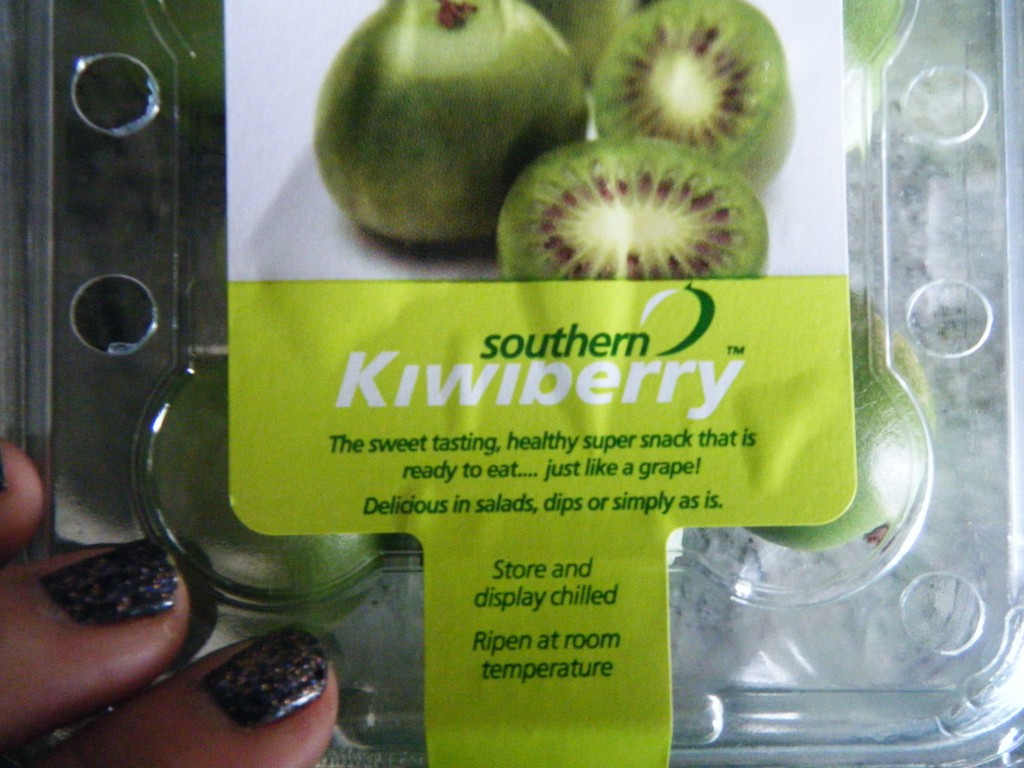 southern
Kiwiberry™
The sweet tasting, healthy super snack that is
ready to eat.... just like a grape!
Delicious in salads, dips or simply as is.
Store and
display chilled
Ripen at room
temperature